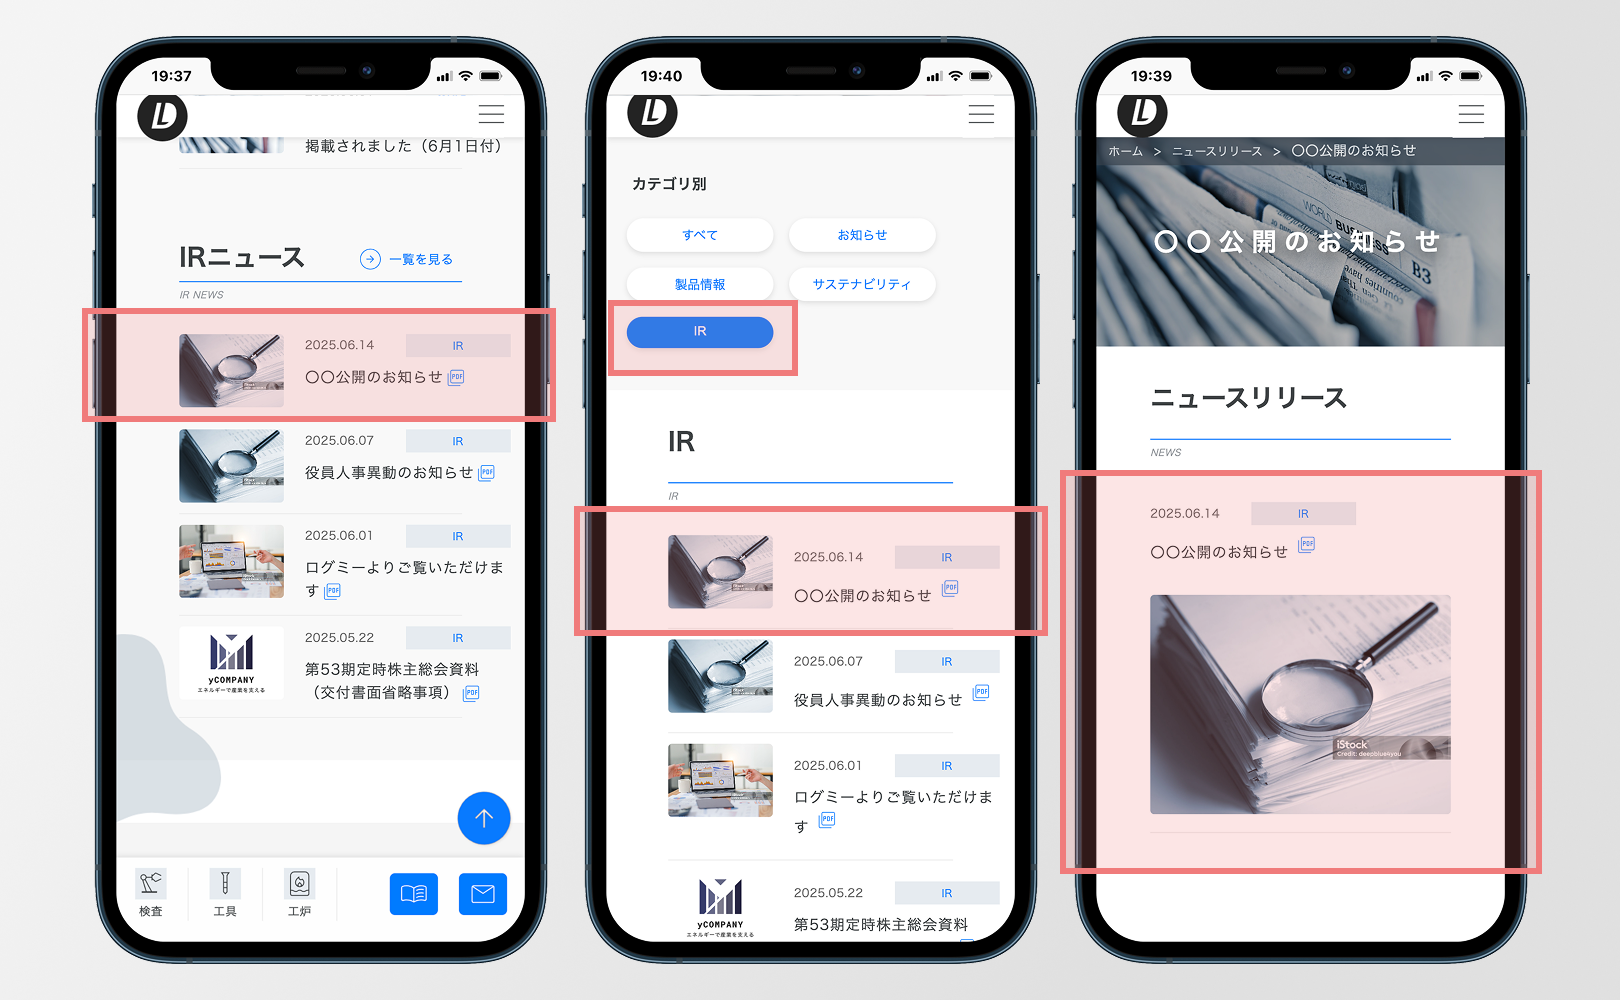 19:37
掲載されました（6月1日付）
IRニュース
一覧を見る
IR NEWS
2025.06.14
IR
〇〇公開のお知らせ
PDF
2025.06.07
IR
役員人事異動のお知らせ
PDF
2025.06.01
IR
ログミーよりご覧いただけま
す
PDF
yCOMPANY
エネルギーで産業を支える
2025.05.22
IR
第53期定時株主総会資料
（交付書面省略事項）
PDF
検査
工具
工炉
19:40
カテゴリ別
すべて
お知らせ
製品情報
サステナビリティ
IR
IR
IR
2025.06.14
IR
〇〇公開のお知らせ
PDF
2025.06.07
IR
役員人事異動のお知らせ
PDF
2025.06.01
IR
ログミーよりご覧いただけま
す
PDF
yCOMPANY
エネルギーで産業を支える
2025.05.22
IR
第53期定時株主総会資料
19:39
ホーム > ニュースリリース > 〇〇公開のお知らせ
WORLD
BUSINESS
B3
countries
〇〇公開のお知らせ
ニュースリリース
NEWS
2025.06.14
IR
〇〇公開のお知らせ
PDF
iStock
Credit: deepblue4you